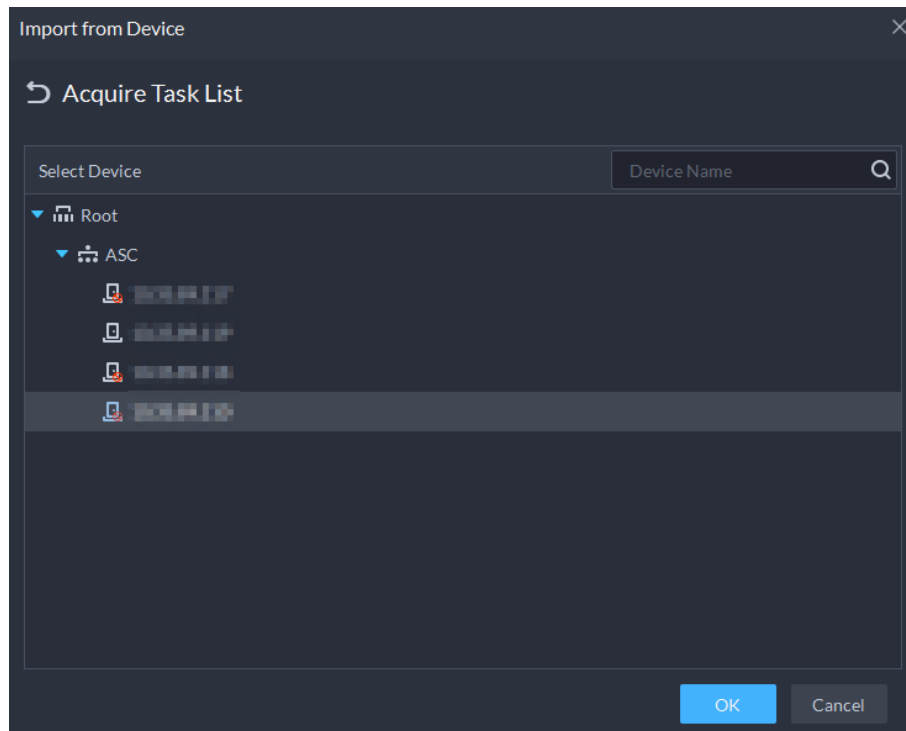 Import from Device
Acquire Task List
Select Device
Device Name
Root
ASC
OK
Cancel